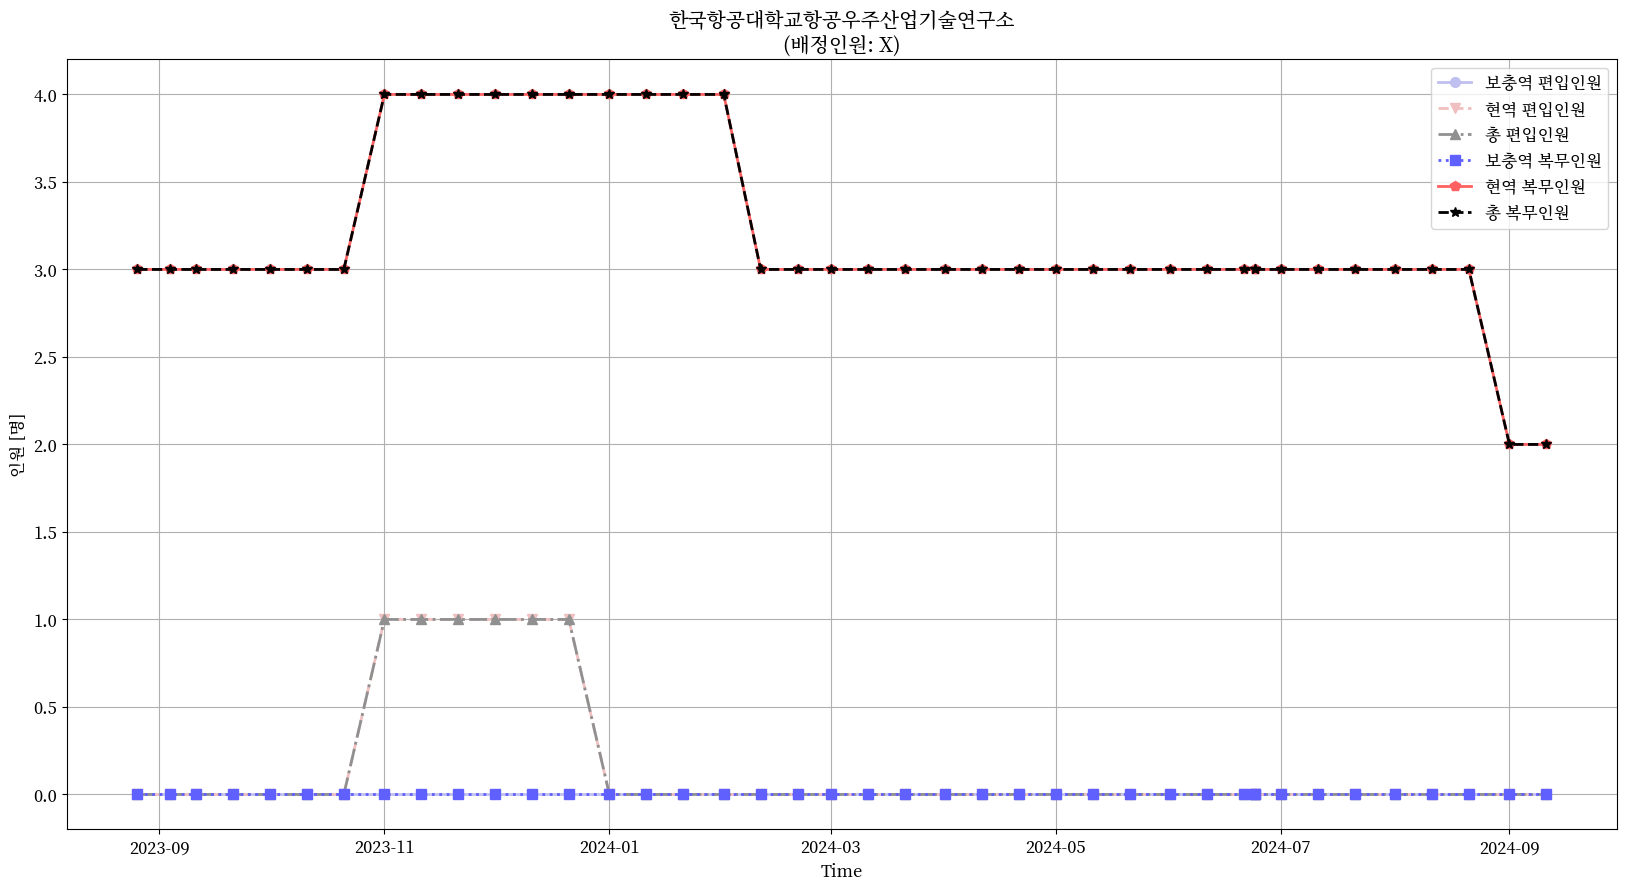 한국항공대학교항공우주산업기술연구소
(배정인원: X)
보충역 편입인원
현역 편입인원
총 편입인원
보충역 복무인원
현역 복무인원
총 복무인원
4.0
3.5
3.0
2.5
2.0
1.5
1.0
0.5
0.0
인원 [명]
2023-09
2023-11
2024-01
2024-03
2024-05
2024-07
2024-09
Time